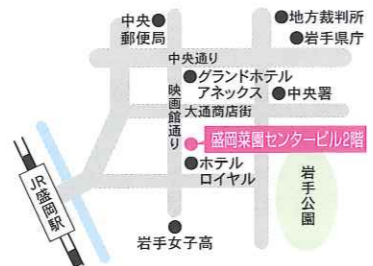 中央
郵便局
地方裁判所
岩手県庁
中央通り
グランドホテル
アネックス
中央署
映画館通り
大通商店街
盛岡菜園センタービル2階
ホテル
ロイヤル
岩手公園
JR盛岡駅
岩手女子高